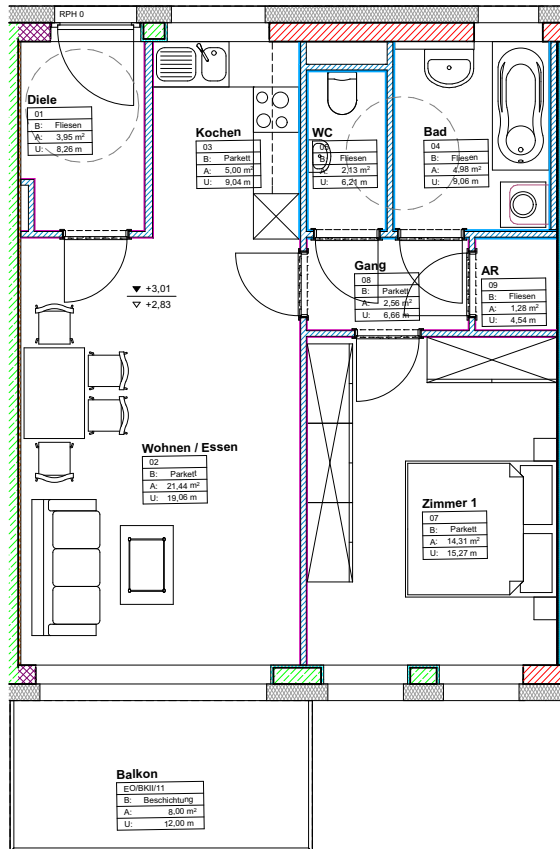 RPH 0
Diele
01
B: Fliesen
A: 3,95 m²
U: 8,26 m
Kochen
03
B: Parkett
A: 5,00 m²
U: 9,04 m
WC
05
B: Fliesen
A: 2,13 m²
U: 6,21 m
Bad
04
B: Fliesen
A: 4,98 m²
U: 9,06 m
Gang
08
B: Parkett
A: 2,56 m²
U: 6,66 m
AR
09
B: Fliesen
A: 1,28 m²
U: 4,54 m
▼ +3,01
▽ +2,83
Wohnen / Essen
02
B: Parkett
A: 21,44 m²
U: 19,06 m
Zimmer 1
07
B: Parkett
A: 14,31 m²
U: 15,27 m
Balkon
EO/BKII/11
B: Beschichtung
A: 8,00 m²
U: 12,00 m